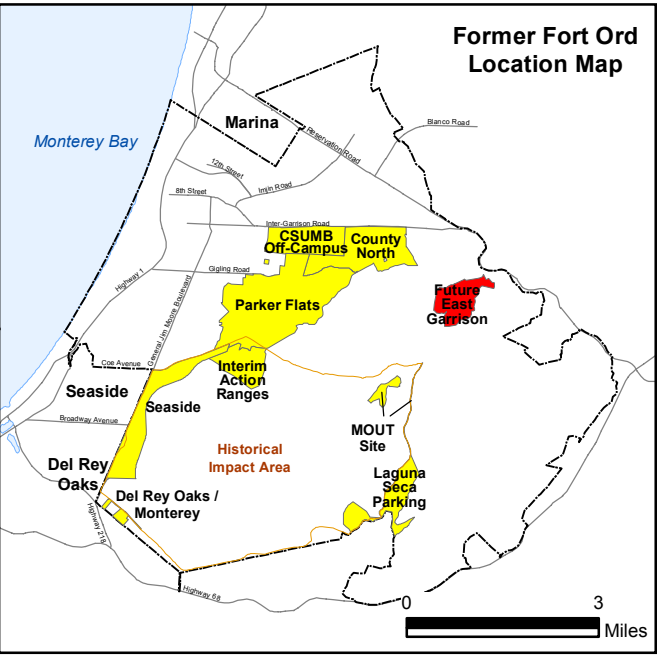 Former Fort Ord
Location Map
Marina
Blanco Road
Reservation Road
Monterey Bay
12th Street
Imjin Road
8th Street
Inter-Garrison Road
CSUMB
Off-Campus
County
North
Gigling Road
Highway 1
General Jim Moore Boulevard
Parker Flats
Future
East
Garrison
Coe Avenue
Interim
Action
Ranges
Seaside
Seaside
Broadway Avenue
MOUT
Site
Historical
Impact Area
Del Rey
Oaks
Laguna
Seca
Parking
Del Rey Oaks /
Monterey
Highway 218
Highway 68
0
3
Miles